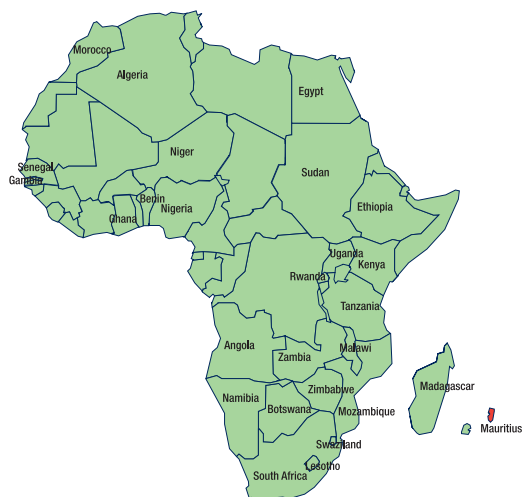 Morocco
Algeria
Egypt
Niger
Senegal
Sudan
Gambia
Benin
Ethiopia
Nigeria
Ghana
Uganda
Kenya
Rwanda
Tanzania
Angola
Malawi
Zambia
Madagascar
Zimbabwe
Namibia
Botswana
Mozambique
Mauritius
Swaziland
Lesotho
South Africa